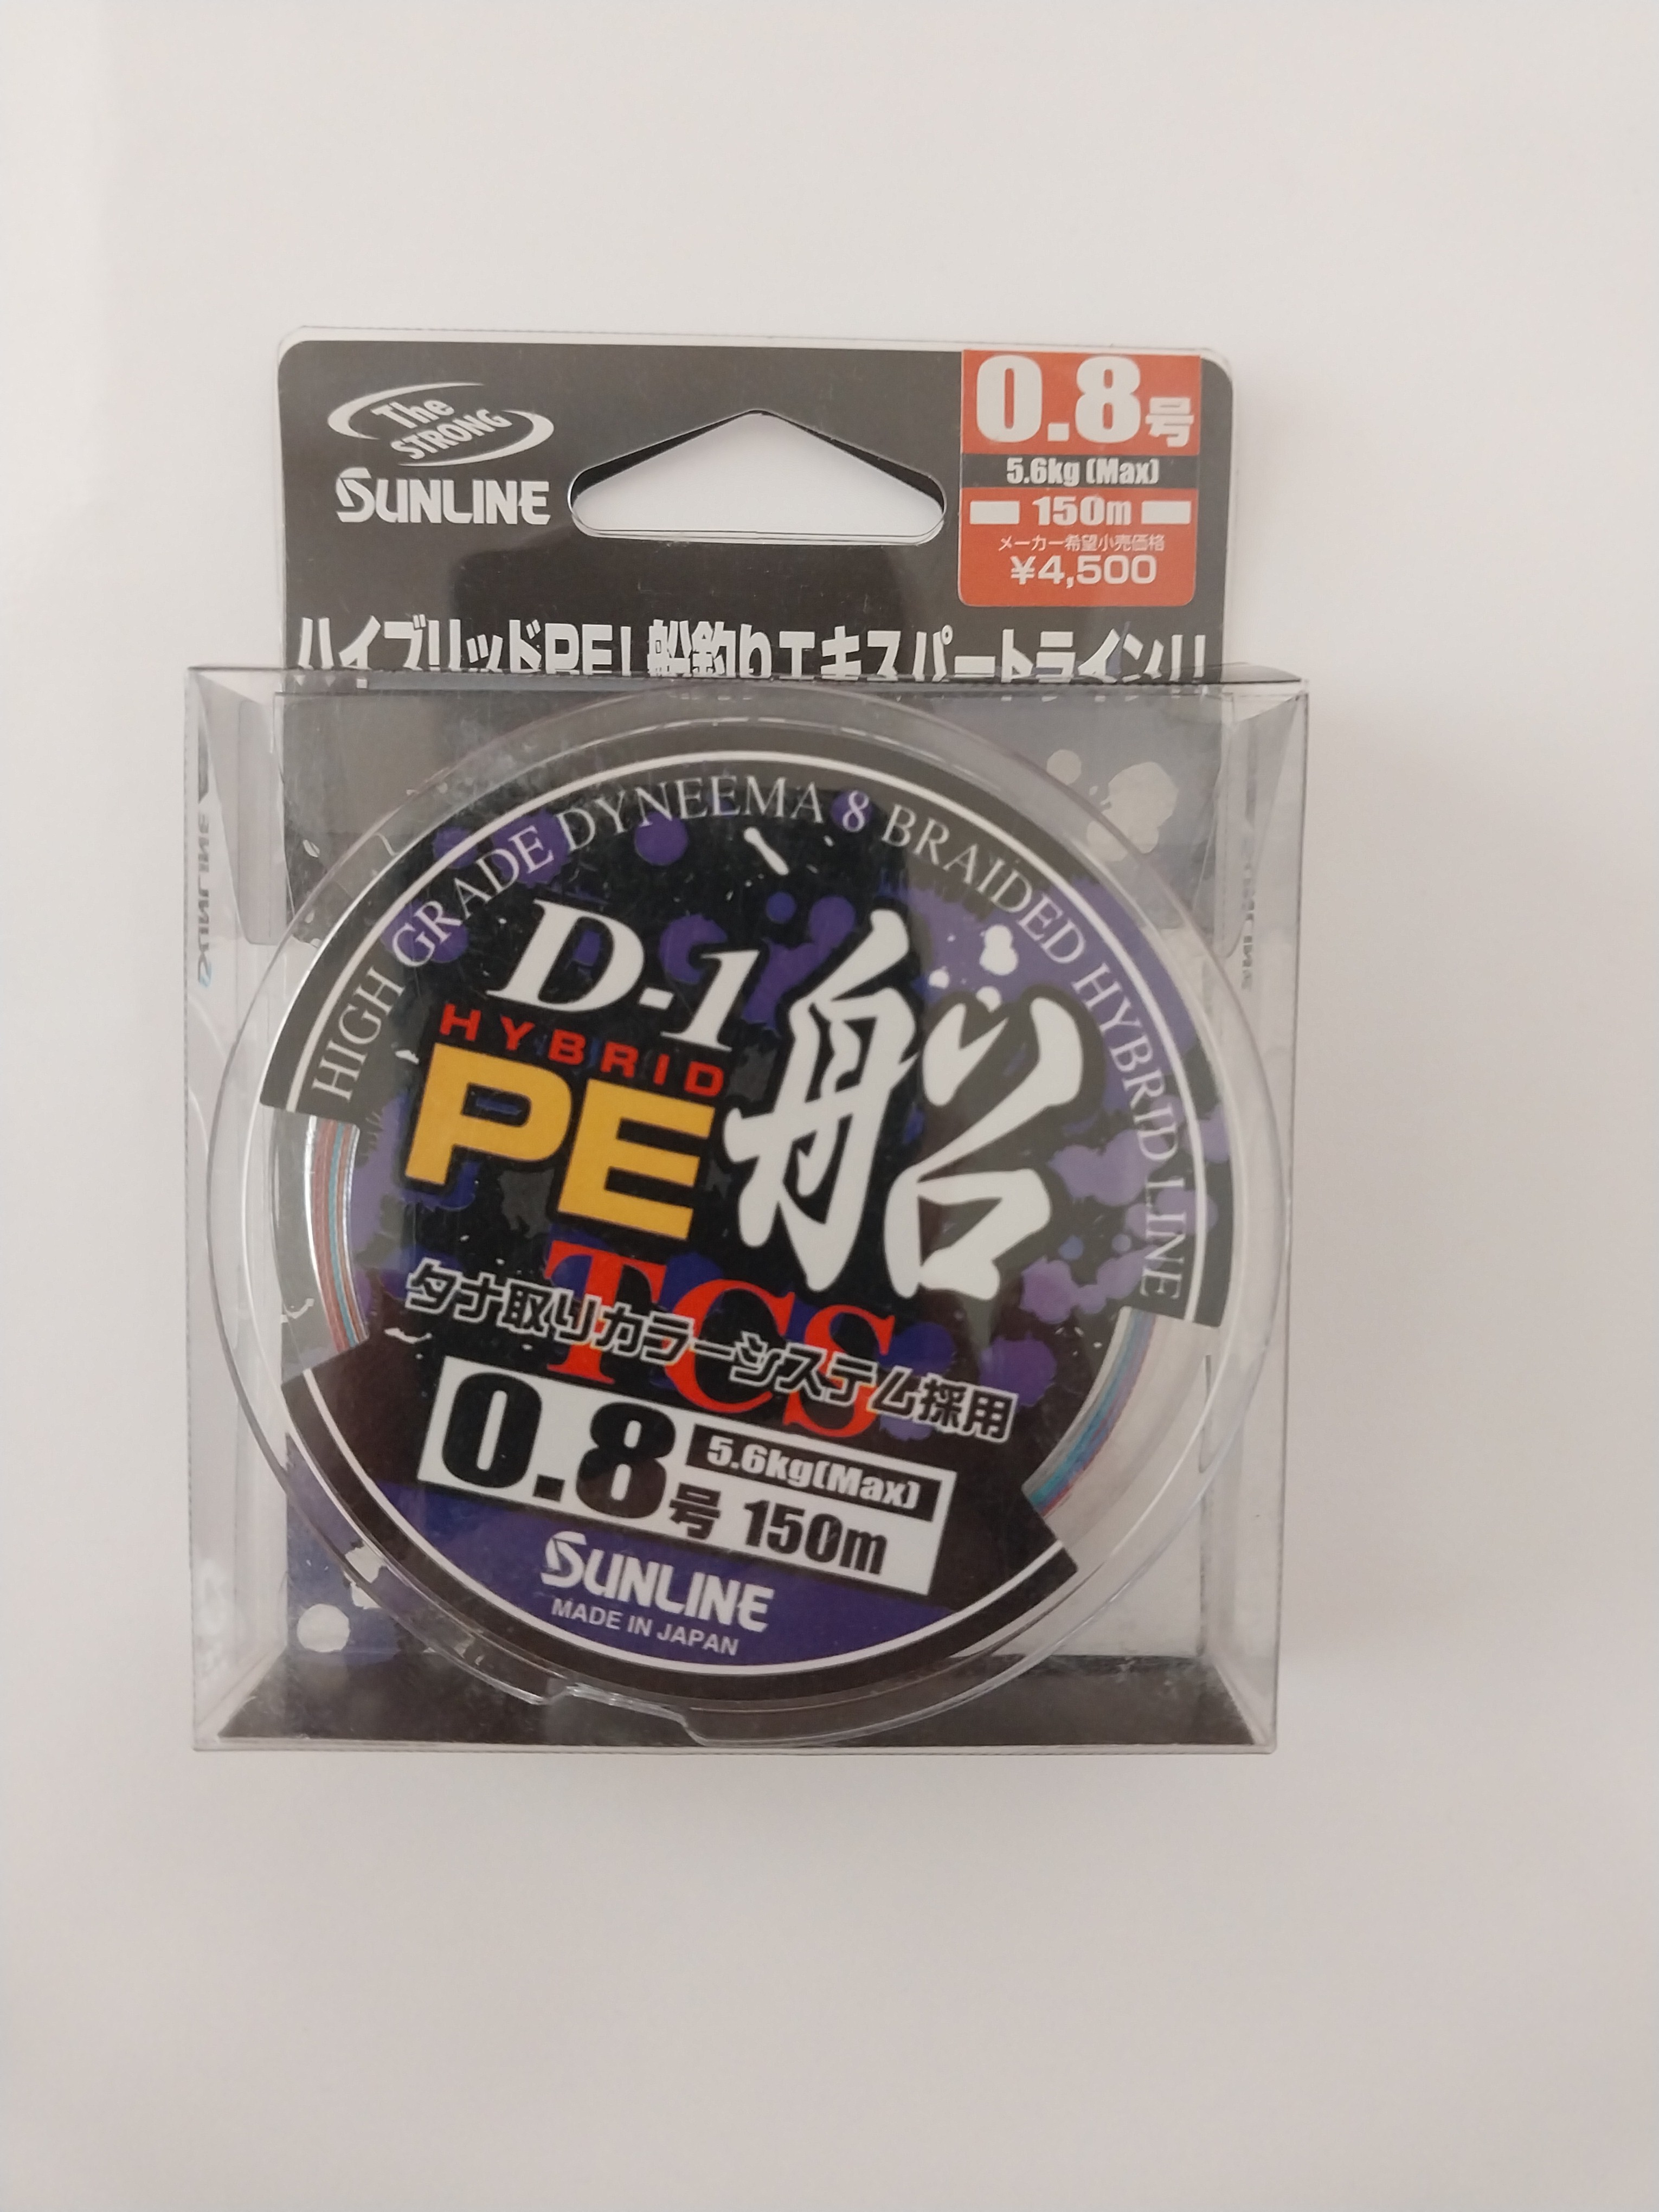 The
STRONG
SUNLINE
0.8号
5.6kg (Max)
150m
メーカー希望小売価格
¥4,500
ハイブリッドPE! 船釣りエキスパートライン!!
HIGH GRADE DYNEEMA 8 BRAIDED HYBRID LINE
D-1
HYBRID
PE
船
TCS
タナ取りカラーシステム採用
0.8号
5.6kg(Max)
150m
SUNLINE
MADE IN JAPAN